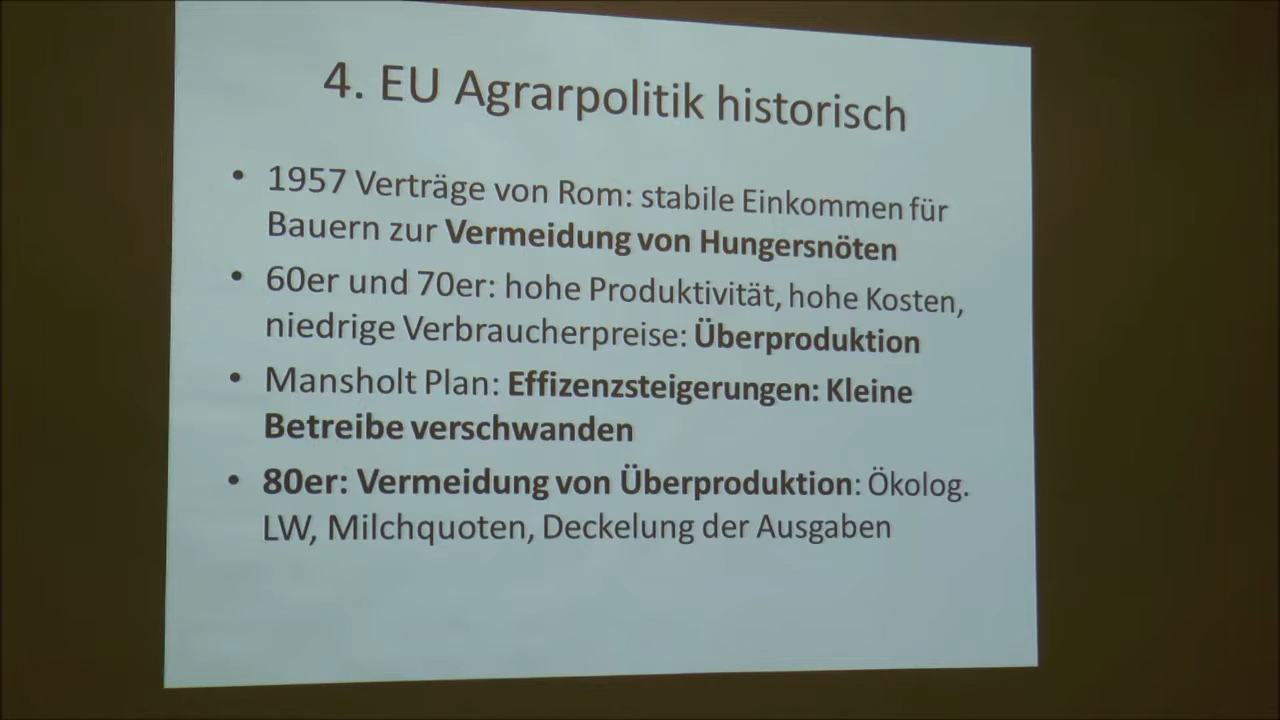 4. EU Agrarpolitik historisch
• 1957 Verträge von Rom: stabile Einkommen für
Bauern zur Vermeidung von Hungersnöten
• 60er und 70er: hohe Produktivität, hohe Kosten,
niedrige Verbraucherpreise: Überproduktion
• Mansholt Plan: Effizenzsteigerungen: Kleine
Betreibe verschwanden
• 80er: Vermeidung von Überproduktion: Ökolog.
LW, Milchquoten, Deckelung der Ausgaben